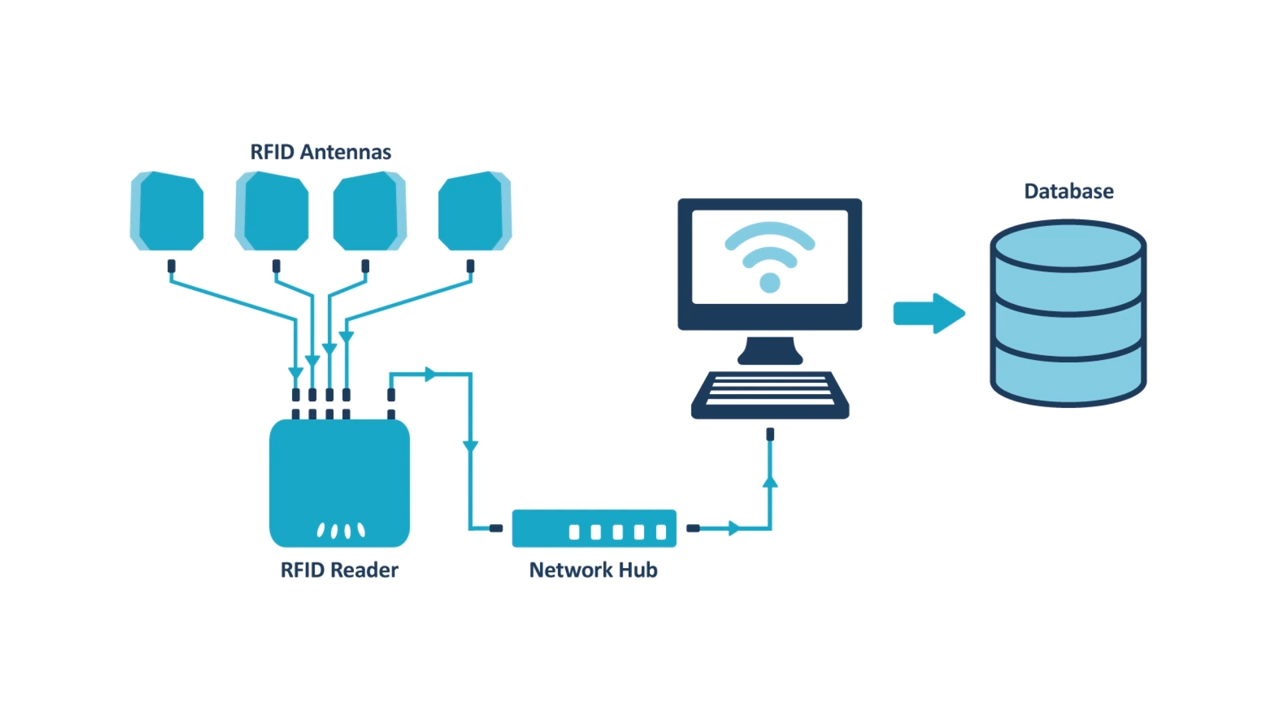 RFID Antennas
Database
RFID Reader
Network Hub